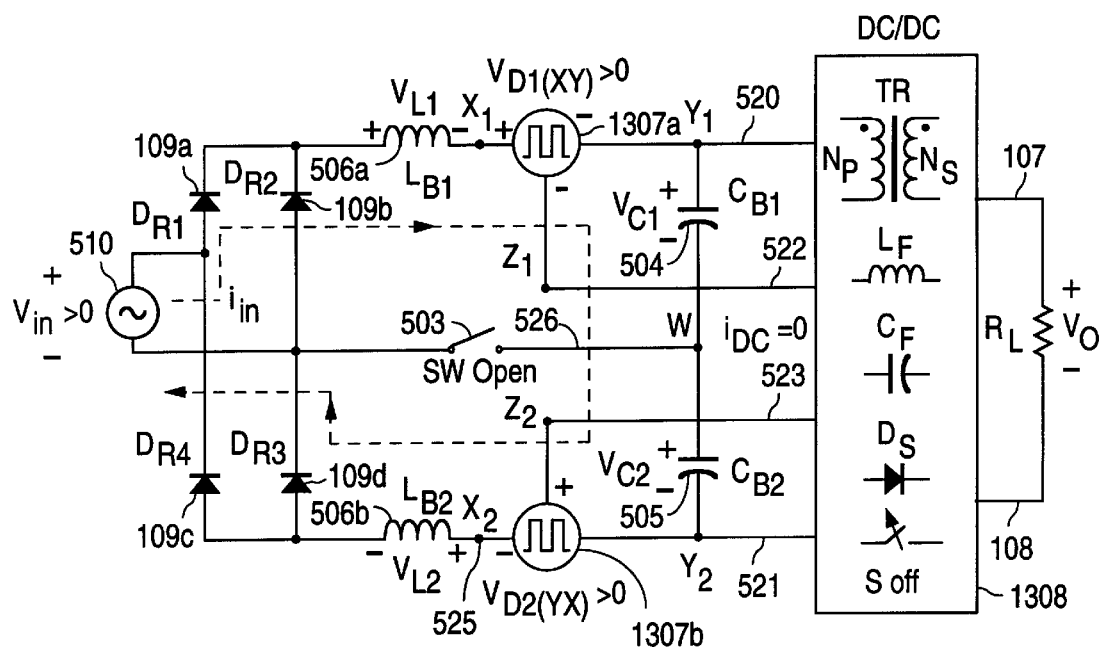 DC/DC
V_D1(XY) >0
V_L1
X_1
+ - + -
1307a
Y_1
520
TR
109a
506a
L_B1
D_R2
109b
-
V_C1
+
-
C_B1
504
N_P
N_S
107
D_R1
510
Z_1
522
L_F
+
V_in >0
-
i_in
503
526
W
i_DC =0
SW Open
C_F
R_L
+
V_O
-
523
Z_2
D_R4
D_R3
109d
L_B2
X_2
+
V_C2
+
-
C_B2
D_S
506b
505
109c
- + -
V_L2
Y_2
521
108
V_D2(YX) >0
S off
525
1307b
1308